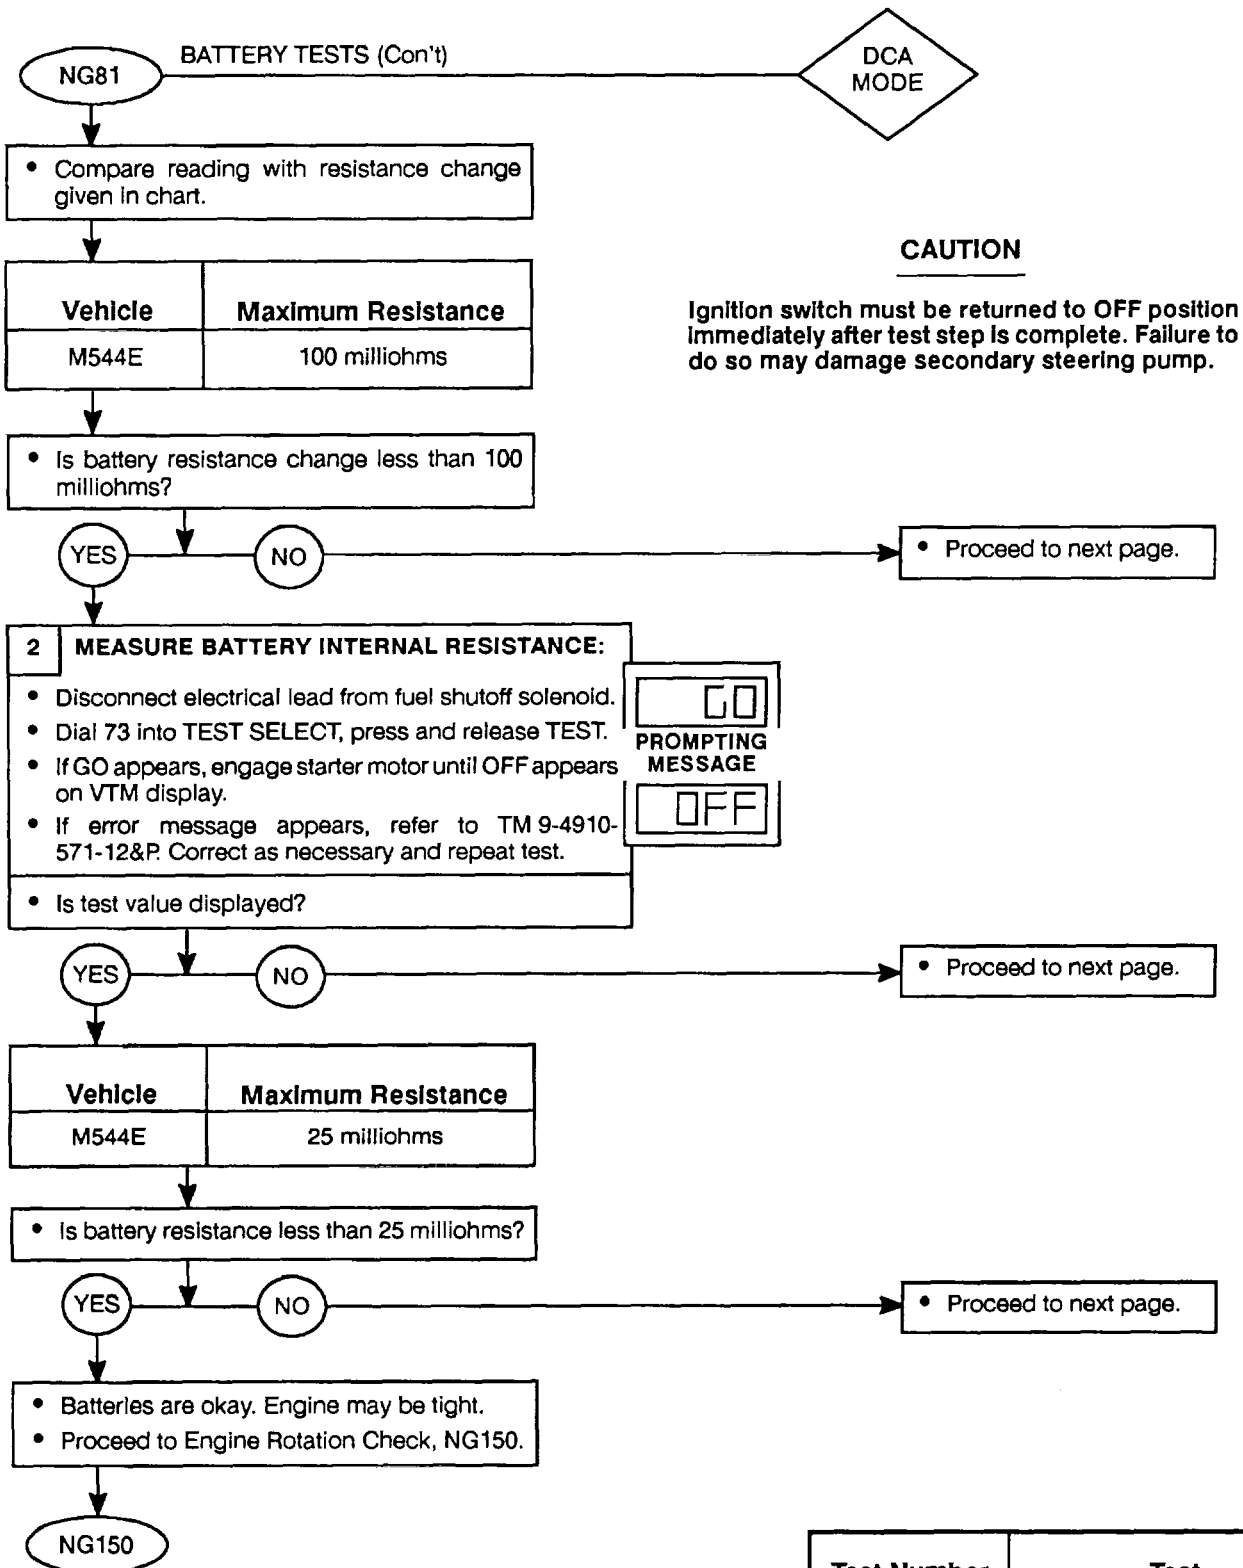 BATTERY TESTS (Con't)
NG81
DCA
MODE
• Compare reading with resistance change
given in chart.
CAUTION
Ignition switch must be returned to OFF position
immediately after test step is complete. Failure to
do so may damage secondary steering pump.
Vehicle Maximum Resistance
M544E 100 milliohms
• Is battery resistance change less than 100
milliohms?
YES NO
• Proceed to next page.
2 MEASURE BATTERY INTERNAL RESISTANCE:
• Disconnect electrical lead from fuel shutoff solenoid.
• Dial 73 into TEST SELECT, press and release TEST.
• If GO appears, engage starter motor until OFF appears
on VTM display.
• If error message appears, refer to TM 9-4910-
571-12&P. Correct as necessary and repeat test.
GO
PROMPTING
MESSAGE
OFF
• Is test value displayed?
YES NO
• Proceed to next page.
Vehicle Maximum Resistance
M544E 25 milliohms
• Is battery resistance less than 25 milliohms?
YES NO
• Proceed to next page.
• Batteries are okay. Engine may be tight.
• Proceed to Engine Rotation Check, NG150.
NG150
Test Number Test